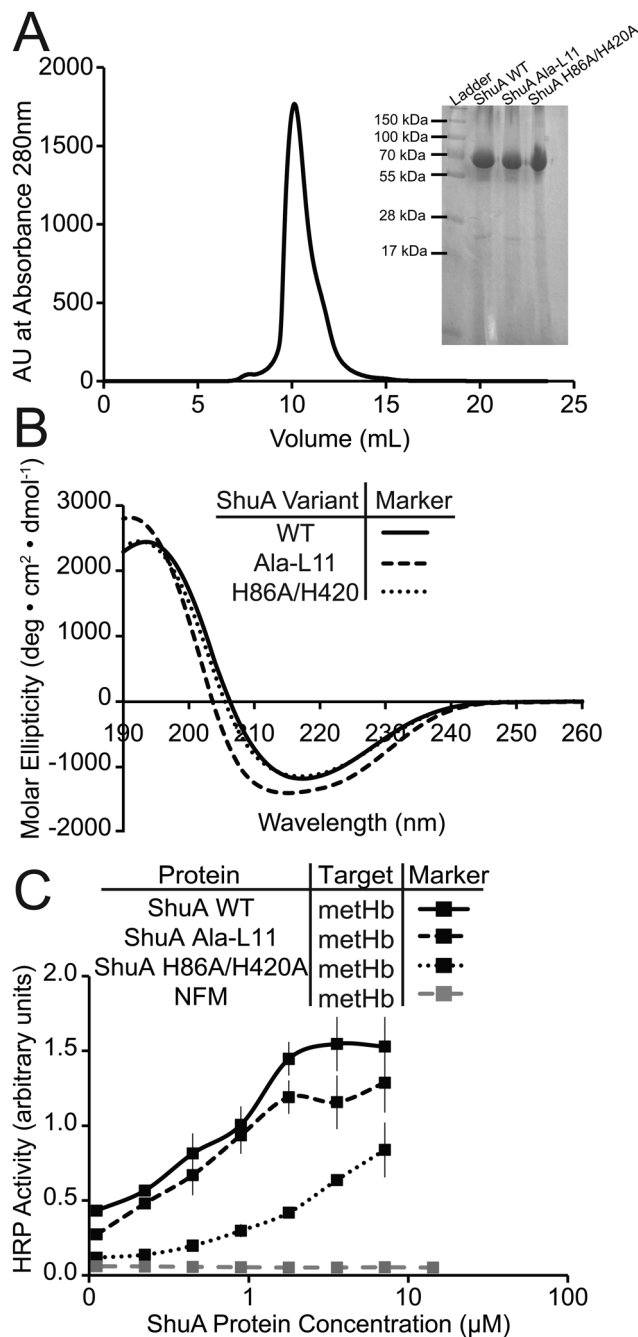 A
2000
1500
1000
500
0
0 5 10 15 20 25
AU at Absorbance 280nm
Volume (mL)
Ladder
ShuA WT
ShuA Ala-L11
ShuA H86A/H420A
150 kDa
100 kDa
70 kDa
55 kDa
28 kDa
17 kDa
B
3000
2000
1000
0
-1000
-2000
190 200 210 220 230 240 250 260
Molar Ellipticity (deg • cm² • dmol⁻¹)
Wavelength (nm)
ShuA Variant Marker
WT
Ala-L11
H86A/H420
C
Protein Target Marker
ShuA WT metHb
ShuA Ala-L11 metHb
ShuA H86A/H420A metHb
NFM metHb
2.0
1.5
1.0
0.5
0.0
0 1 10 100
HRP Activity (arbitrary units)
ShuA Protein Concentration (µM)